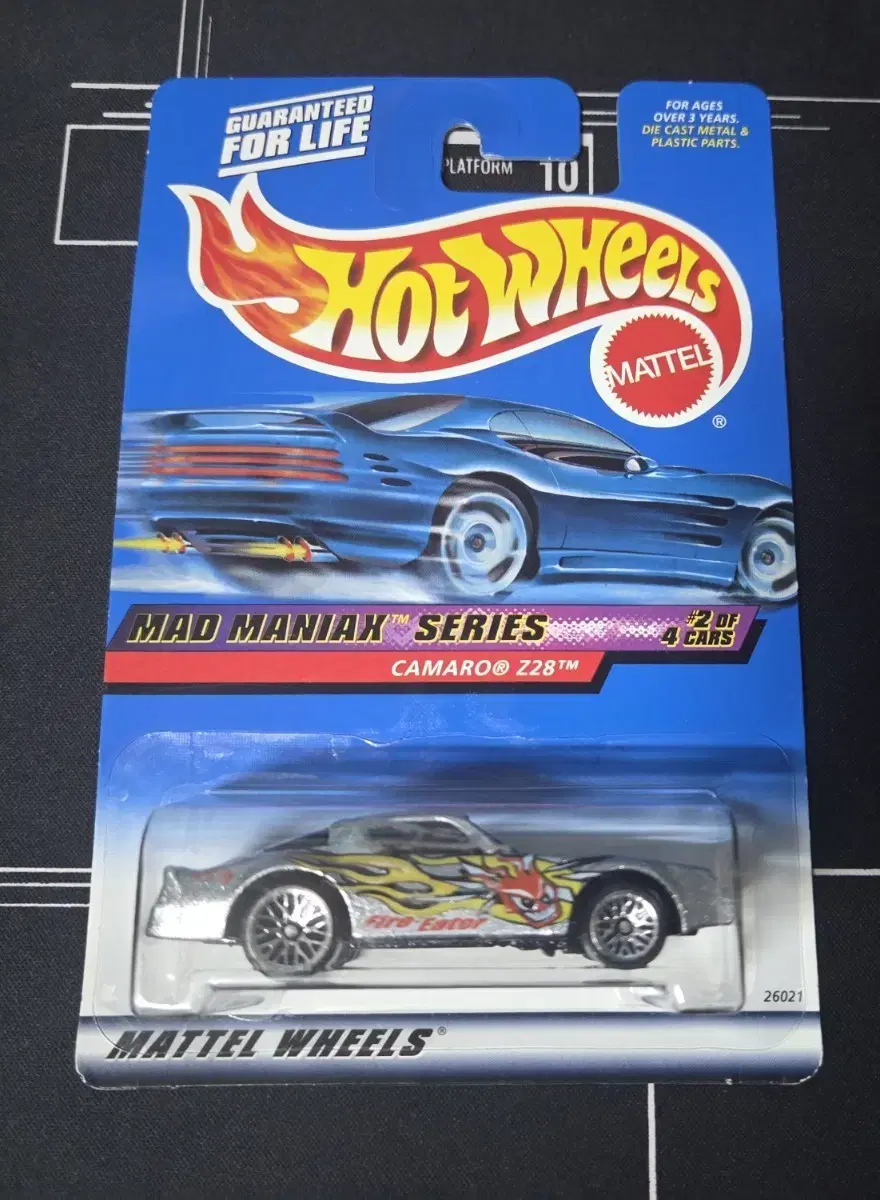 GUARANTEED
FOR LIFE
FOR AGES
OVER 3 YEARS.
DIE CAST METAL &
PLASTIC PARTS.
PLATFORM 10
HOT WHEELS
MATTEL
®
MAD MANIAX™ SERIES
#2 OF
4 CARS
CAMARO® Z28™
Fire-Eater
26021
MATTEL WHEELS®